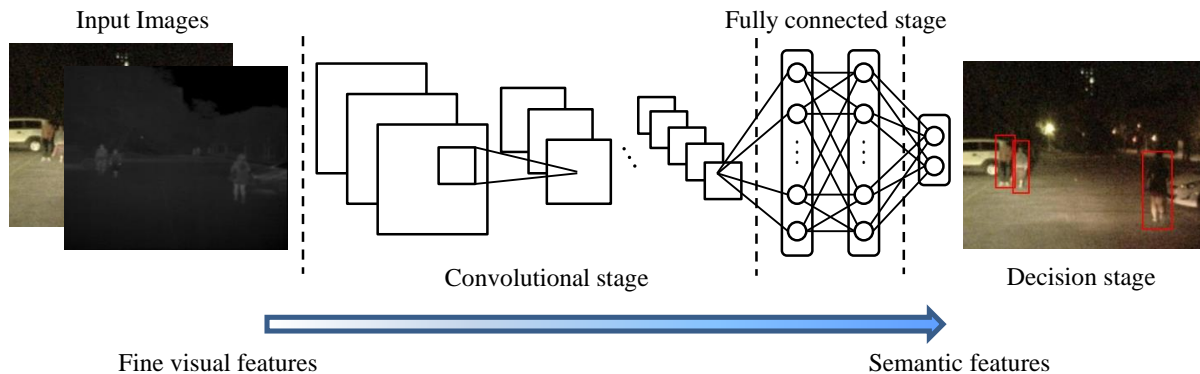 Input Images
Fully connected stage
Convolutional stage
Decision stage
Fine visual features
Semantic features